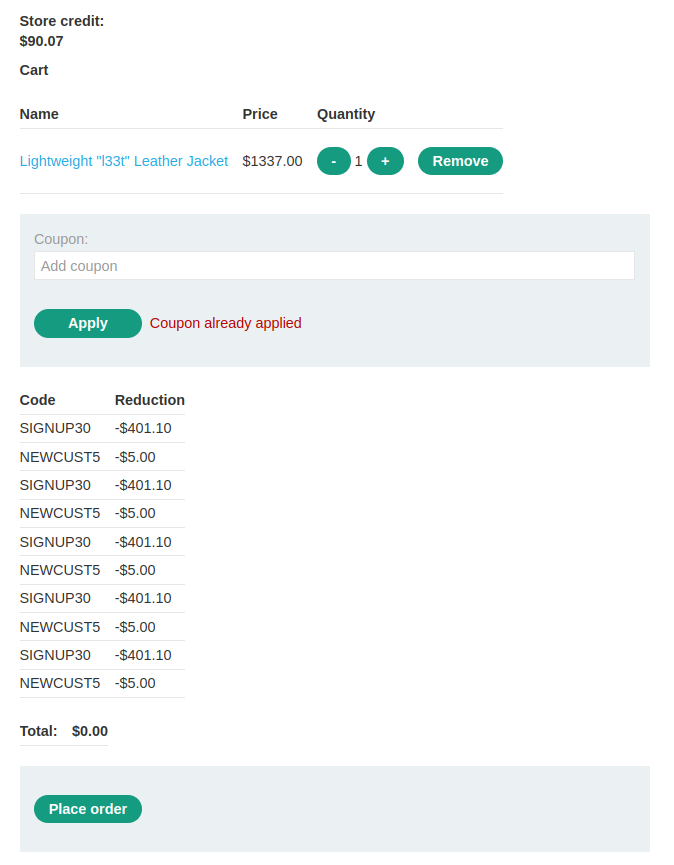 Store credit:
$90.07
Cart
Name Price Quantity
Lightweight "l33t" Leather Jacket $1337.00 - 1 + Remove
Coupon:
Add coupon
Apply Coupon already applied
Code Reduction
SIGNUP30 -$401.10
NEWCUST5 -$5.00
SIGNUP30 -$401.10
NEWCUST5 -$5.00
SIGNUP30 -$401.10
NEWCUST5 -$5.00
SIGNUP30 -$401.10
NEWCUST5 -$5.00
SIGNUP30 -$401.10
NEWCUST5 -$5.00
Total: $0.00
Place order